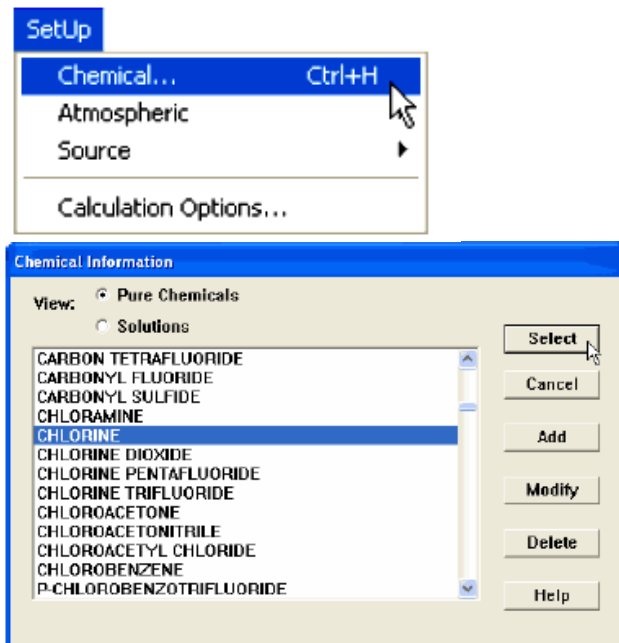 SetUp
Chemical... Ctrl+H
Atmospheric
Source
Calculation Options...
Chemical Information
View: Pure Chemicals
Solutions
CARBON TETRAFLUORIDE
CARBONYL FLUORIDE
CARBONYL SULFIDE
CHLORAMINE
CHLORINE
CHLORINE DIOXIDE
CHLORINE PENTAFLUORIDE
CHLORINE TRIFLUORIDE
CHLOROACETONE
CHLOROACETONITRILE
CHLOROACETYL CHLORIDE
CHLOROBENZENE
P-CHLOROBENZOTRIFLUORIDE
Select
Cancel
Add
Modify
Delete
Help